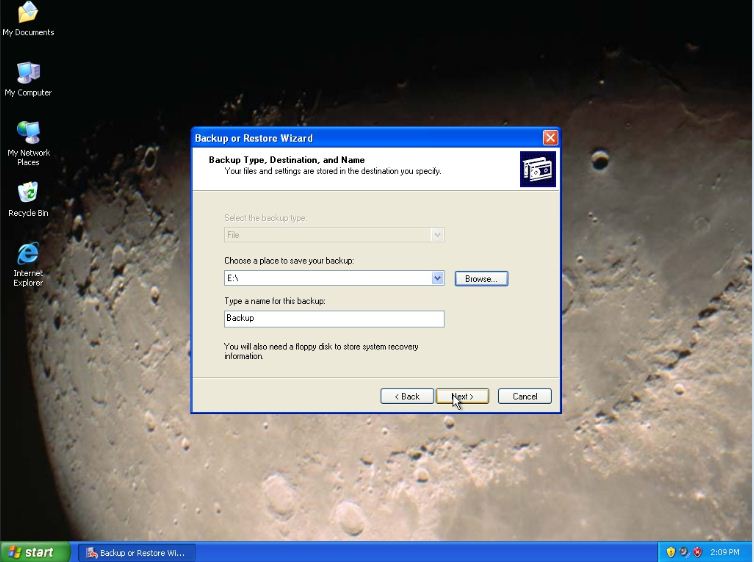 My Documents
My Computer
My Network
Places
Recycle Bin
Internet
Explorer
Backup or Restore Wizard
Backup Type, Destination, and Name
Your files and settings are stored in the destination you specify.
Select the backup type:
File
Choose a place to save your backup:
E:\
Browse...
Type a name for this backup:
Backup
You will also need a floppy disk to store system recovery
information.
< Back
Next >
Cancel
start
Backup or Restore Wi...
2:09 PM